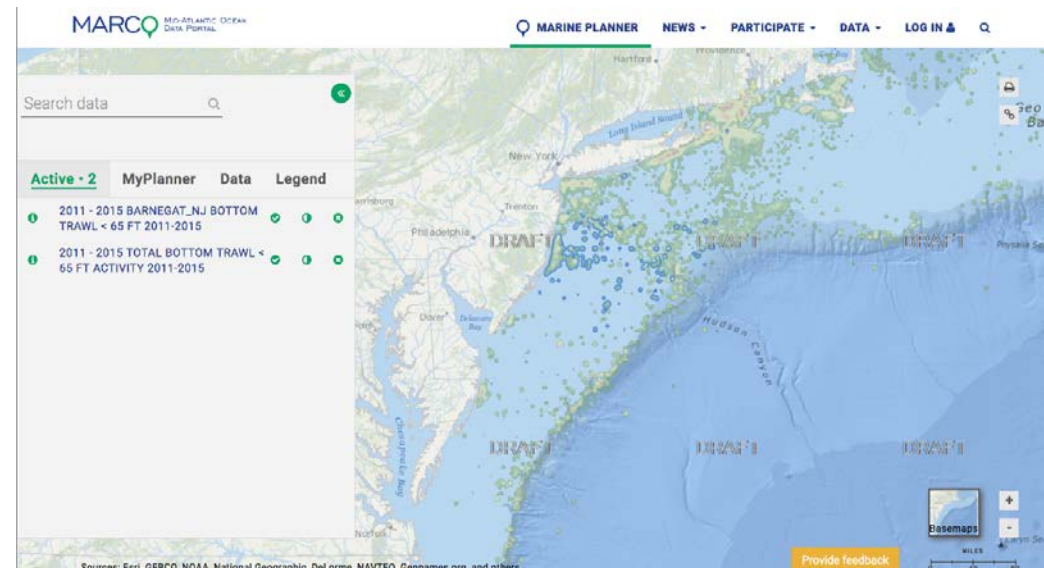 MARCO MID-ATLANTIC OCEAN
DATA PORTAL
MARINE PLANNER NEWS PARTICIPATE DATA LOG IN
Search data
Active · 2 MyPlanner Data Legend
2011 - 2015 BARNEGAT_NJ BOTTOM
TRAWL < 65 FT 2011-2015
2011 - 2015 TOTAL BOTTOM TRAWL <
65 FT ACTIVITY 2011-2015
Hartford
Providence
Long Island Sound
New York
Trenton
Philadelphia
DRAFT DRAFT DRAFT
Dover
Delaware
Bay
Hudson Canyon
Chesapeake Bay
DRAFT DRAFT DRAFT
Norfolk
Basemaps
+
-
MILES
Provide feedback
Sources: Esri, GEBCO, NOAA, National Geographic, DeLorme, NAVTEQ, Geonames.org, and others